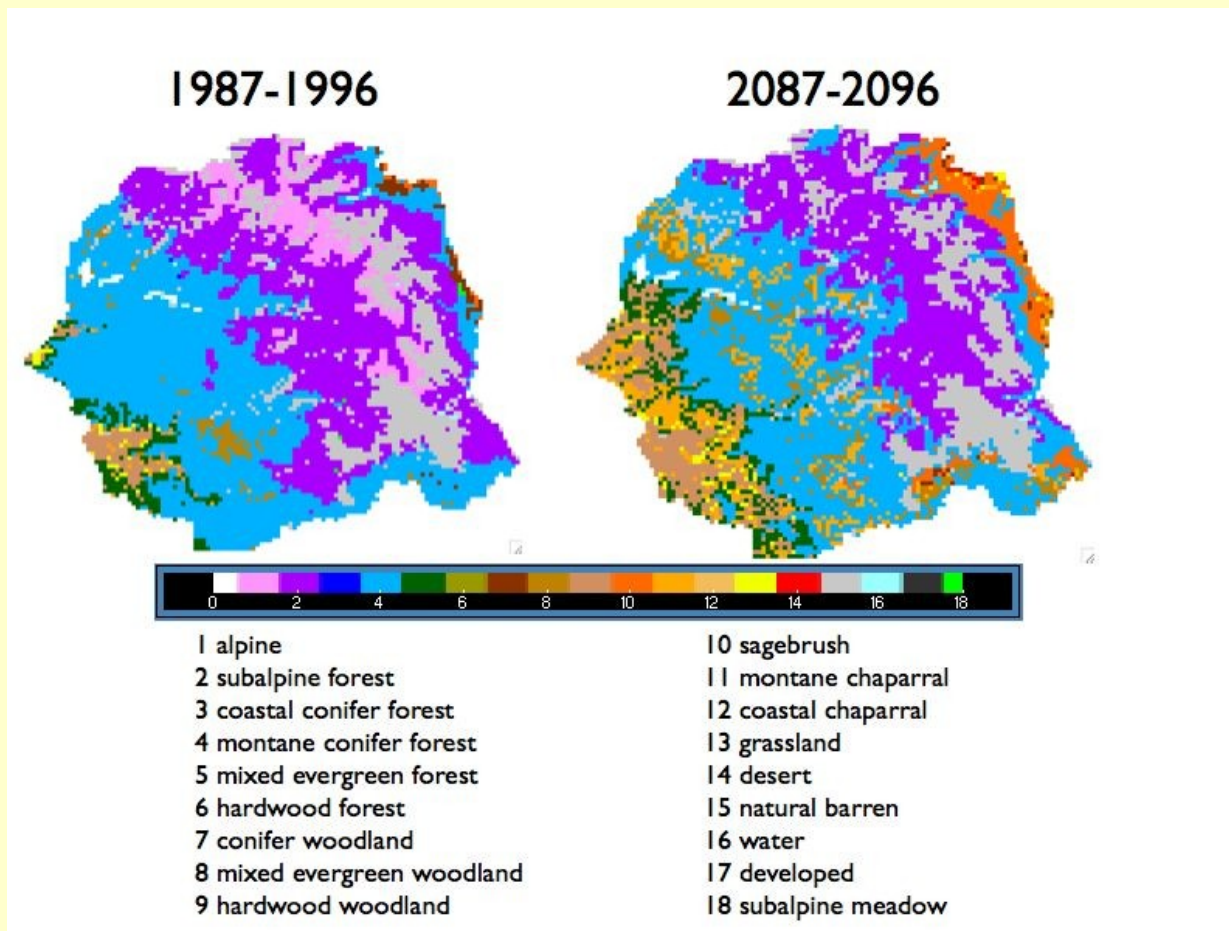 1987-1996
2087-2096
0 2 4 6 8 10 12 14 16 18
1 alpine
2 subalpine forest
3 coastal conifer forest
4 montane conifer forest
5 mixed evergreen forest
6 hardwood forest
7 conifer woodland
8 mixed evergreen woodland
9 hardwood woodland
10 sagebrush
11 montane chaparral
12 coastal chaparral
13 grassland
14 desert
15 natural barren
16 water
17 developed
18 subalpine meadow